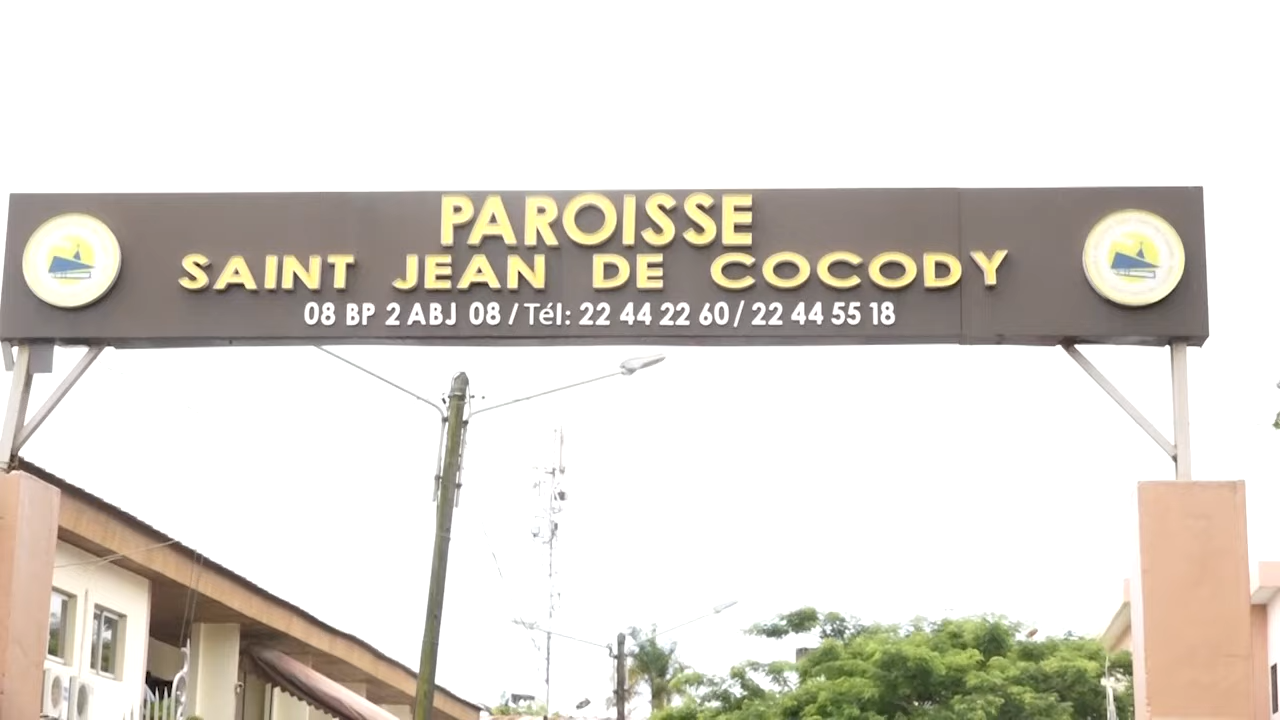 PAROISSE
SAINT JEAN DE COCODY
08 BP 2 ABJ 08 / Tél: 22 44 22 60 / 22 44 55 18